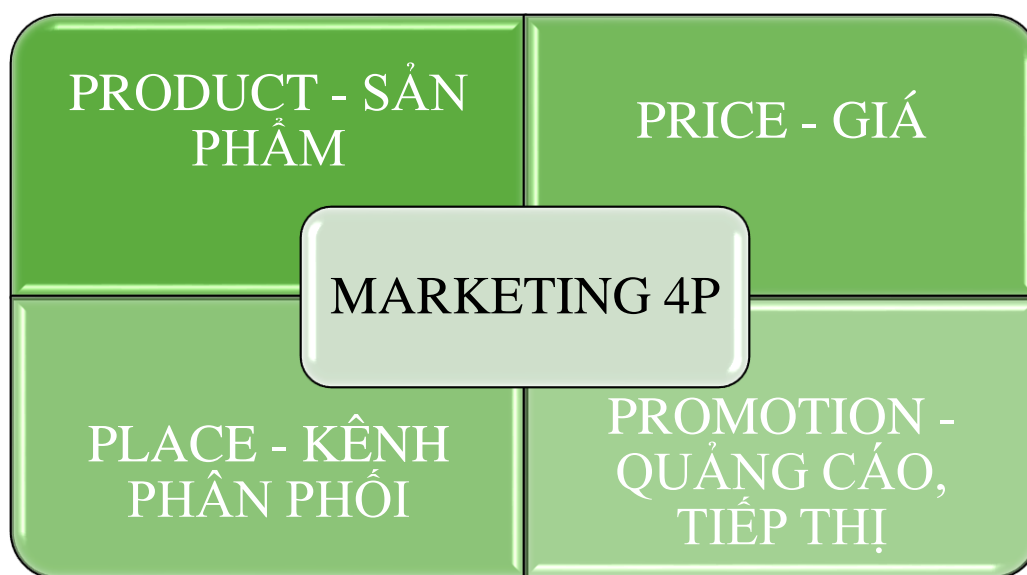 PRODUCT - SẢN
PHẨM
PRICE - GIÁ
MARKETING 4P
PLACE - KÊNH
PHÂN PHỐI
PROMOTION -
QUẢNG CÁO,
TIẾP THỊ